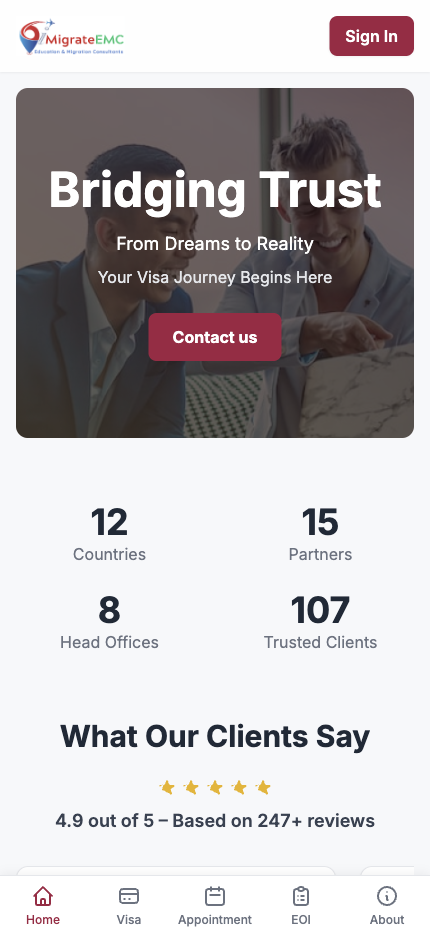 MigrateEMC
Education & Migration Consultants
Sign In
Bridging Trust
From Dreams to Reality
Your Visa Journey Begins Here
Contact us
12
Countries
15
Partners
8
Head Offices
107
Trusted Clients
What Our Clients Say
4.9 out of 5 – Based on 247+ reviews
Home
Visa
Appointment
EOI
About